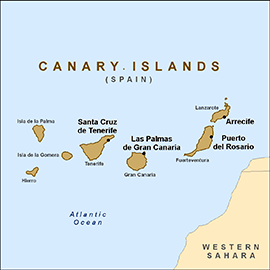 CANARY ISLANDS
(SPAIN)
Lanzarote
Isla de la Palma
Santa Cruz
de Tenerife
Arrecife
Las Palmas
de Gran Canaria
Puerto
del Rosario
Isla de la Gomera
Tenerife
Fuerteventura
Hierro
Gran Canaria
Atlantic
Ocean
WESTERN
SAHARA